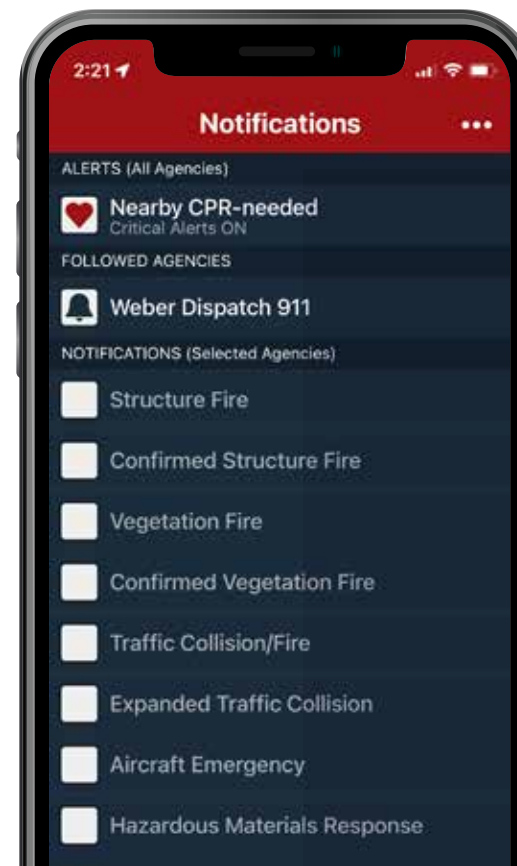 2:21
Notifications
ALERTS (All Agencies)
Nearby CPR-needed
Critical Alerts ON
FOLLOWED AGENCIES
Weber Dispatch 911
NOTIFICATIONS (Selected Agencies)
Structure Fire
Confirmed Structure Fire
Vegetation Fire
Confirmed Vegetation Fire
Traffic Collision/Fire
Expanded Traffic Collision
Aircraft Emergency
Hazardous Materials Response